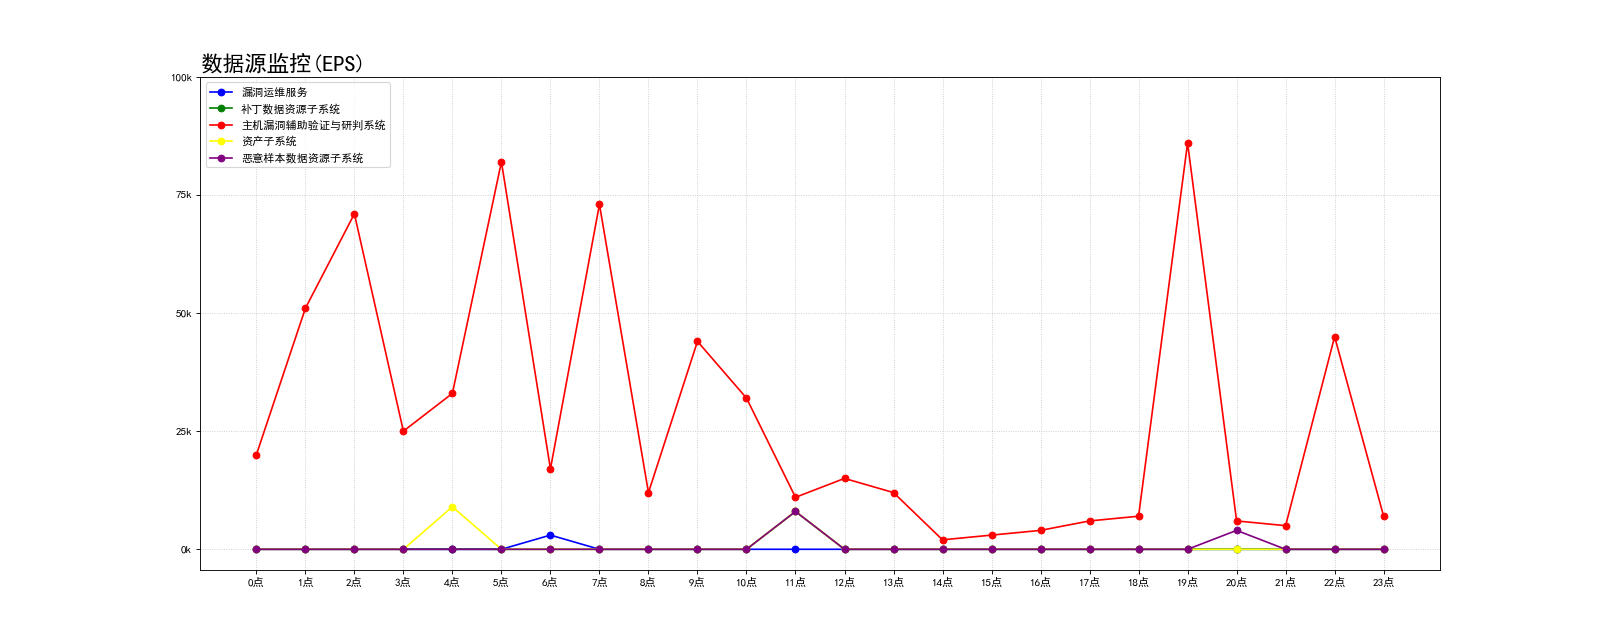 数据源监控(EPS)
100k
漏洞运维服务
补丁数据资源子系统
主机漏洞辅助验证与研判系统
资产子系统
恶意样本数据资源子系统
75k
50k
25k
0k
0点 1点 2点 3点 4点 5点 6点 7点 8点 9点 10点 11点 12点 13点 14点 15点 16点 17点 18点 19点 20点 21点 22点 23点